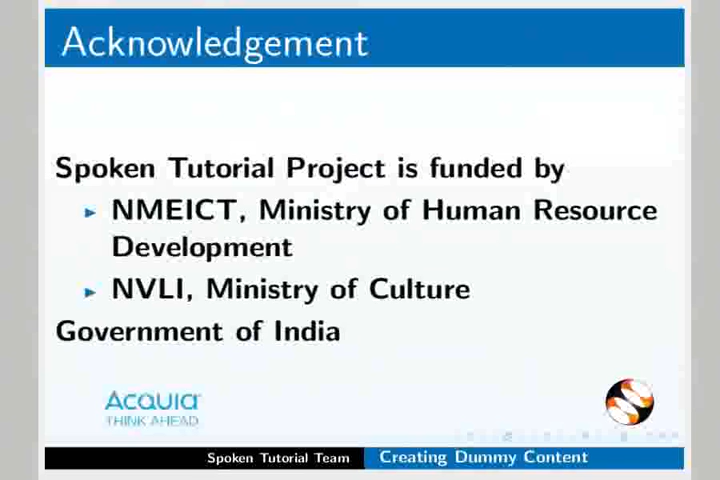 Acknowledgement
Spoken Tutorial Project is funded by
NMEICT, Ministry of Human Resource
Development
NVLI, Ministry of Culture
Government of India
Acquia
THINK AHEAD
Spoken Tutorial Team
Creating Dummy Content